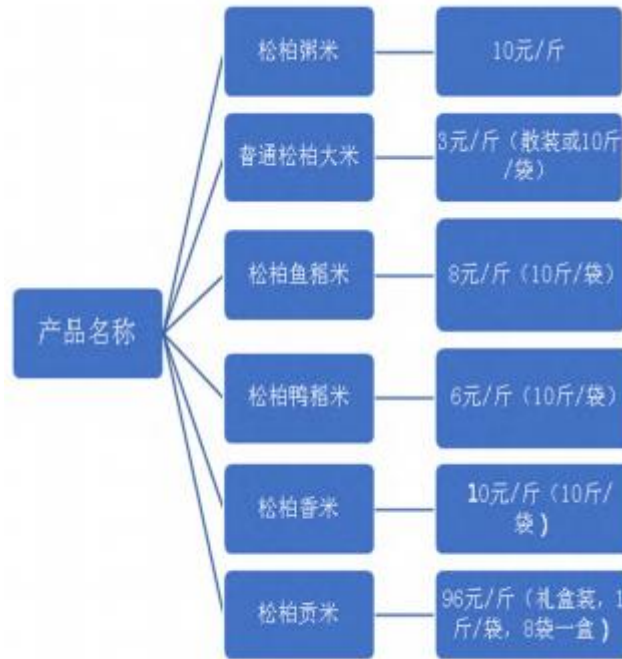 松柏粥米
10元/斤
普通松柏大米
3元/斤（散装或10斤
/袋）
松柏鱼稻米
8元/斤（10斤/袋）
产品名称
松柏鸭稻米
6元/斤（10斤/袋）
松柏香米
10元/斤（10斤/
袋）
松柏贡米
96元/斤（礼盒装，1
斤/袋，8袋一盒）